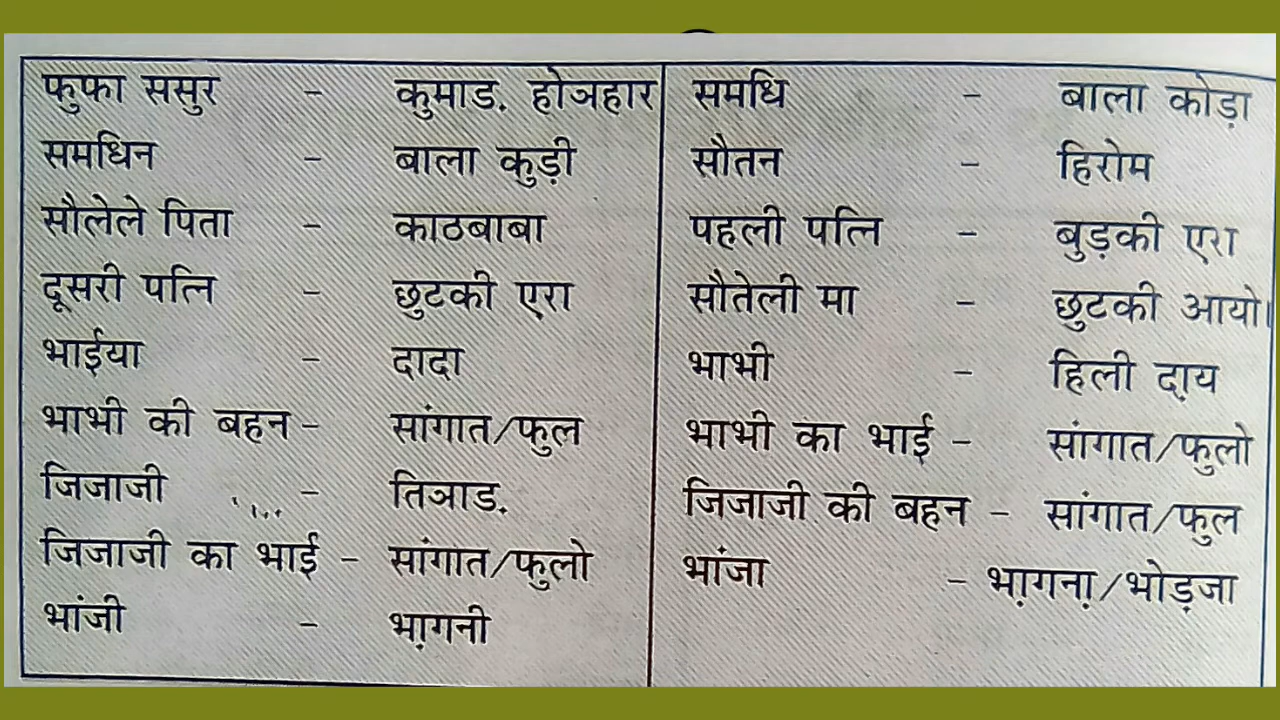 फुफा ससुर - कुमाड. होञहार
समधिन - बाला कुड़ी
सौलेले पिता - काठबाबा
दूसरी पत्नि - छुटकी एरा
भाईया - दादा
भाभी की बहन - सांगात/फुल
जिजाजी - तिञाड.
जिजाजी का भाई - सांगात/फुलो
भांजी - भा़गनी
समधि - बाला कोड़ा
सौतन - हिरोम
पहली पत्नि - बुड़की एरा
सौतेली मा - छुटकी आयो।
भाभी - हिली दा़य
भाभी का भाई - सांगात/फुलो
जिजाजी की बहन - सांगात/फुल
भांजा - भा़गना़/भोड़जा